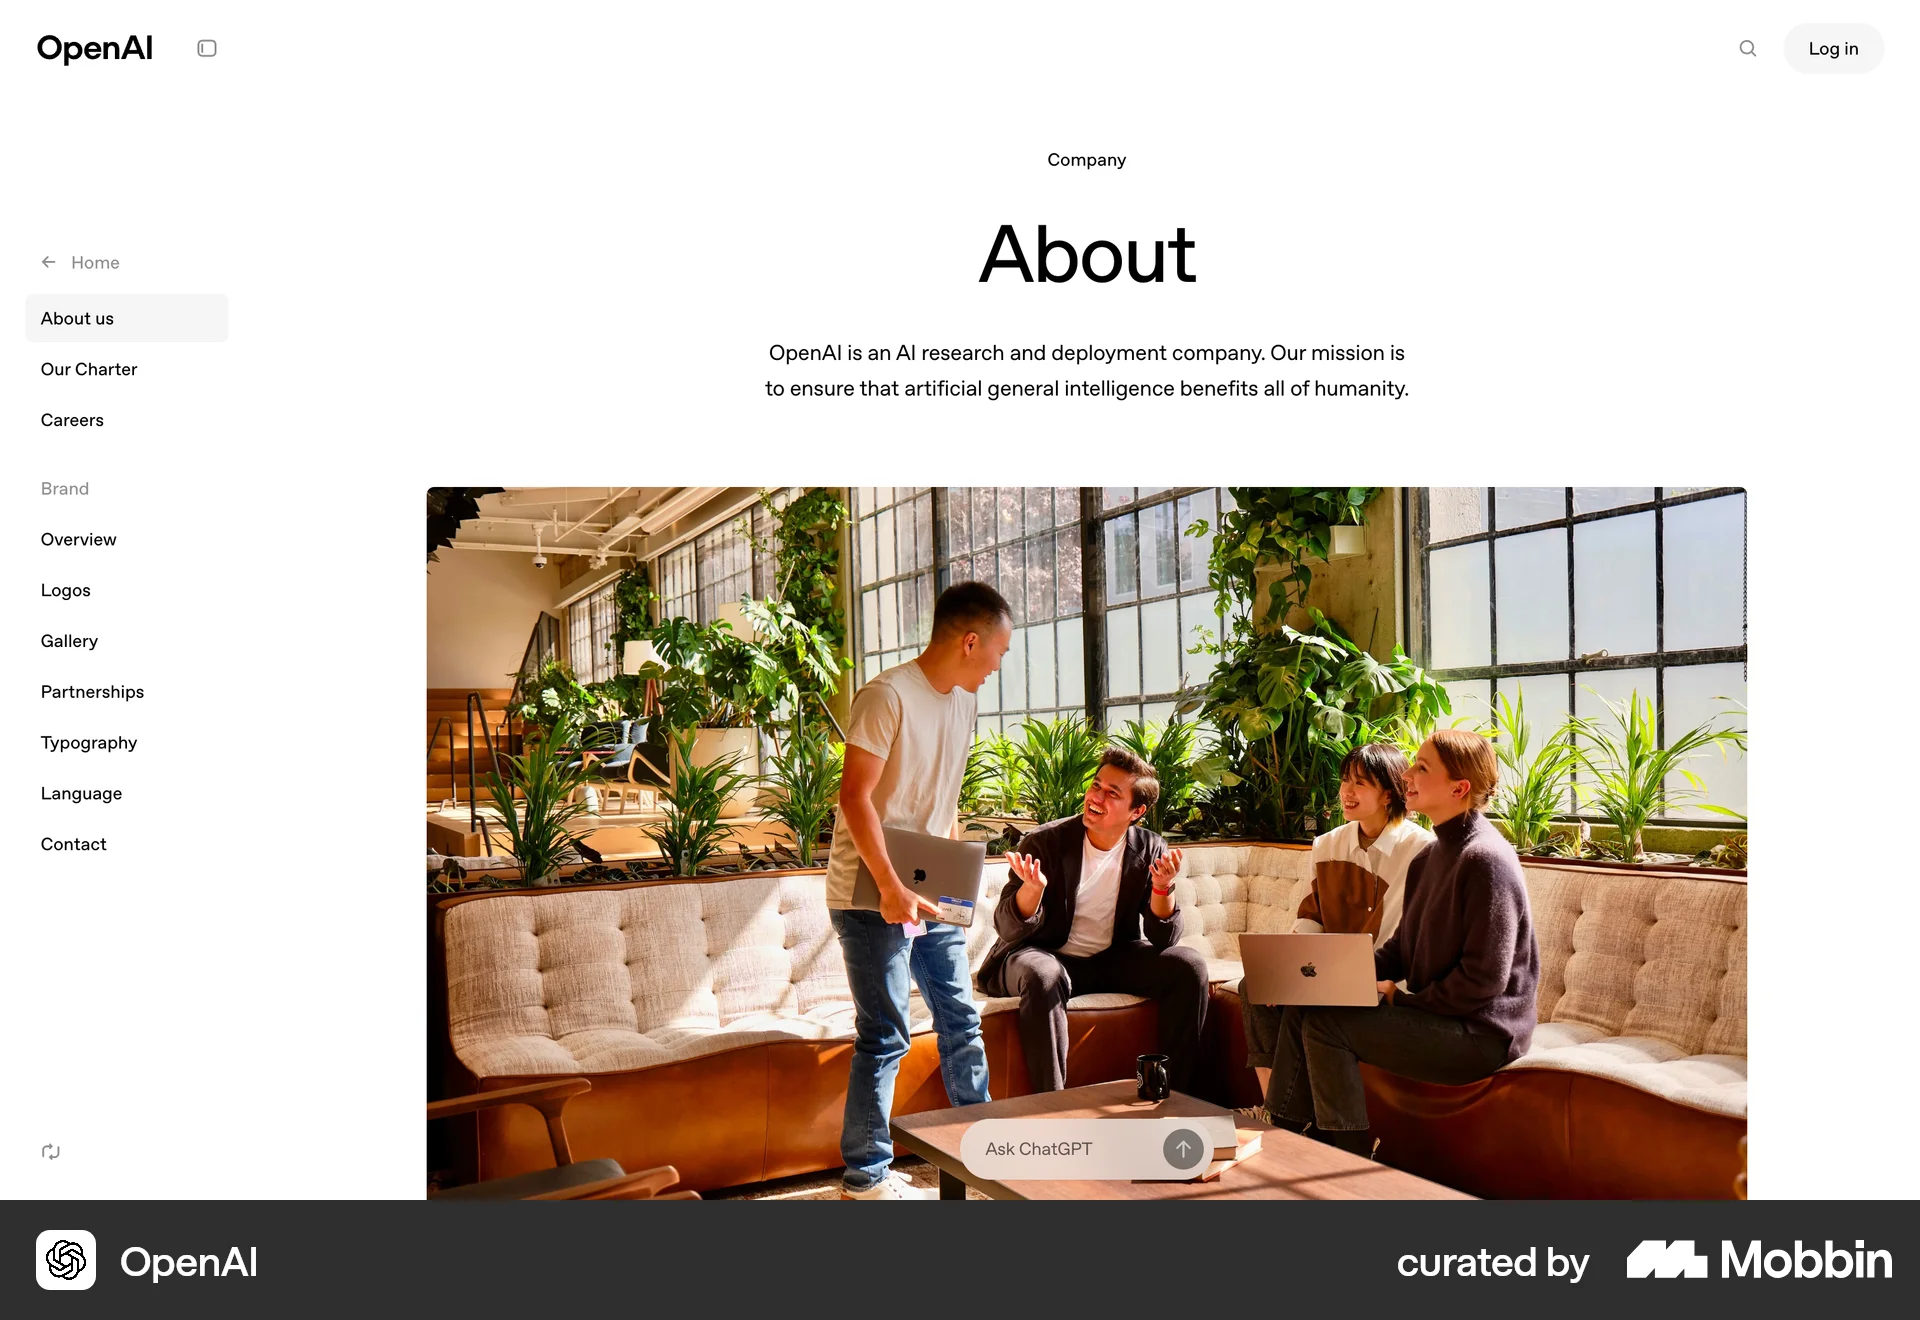 OpenAI
Log in
Company
About
OpenAI is an AI research and deployment company. Our mission is
to ensure that artificial general intelligence benefits all of humanity.
Home
About us
Our Charter
Careers
Brand
Overview
Logos
Gallery
Partnerships
Typography
Language
Contact
Ask ChatGPT
OpenAI
curated by
Mobbin